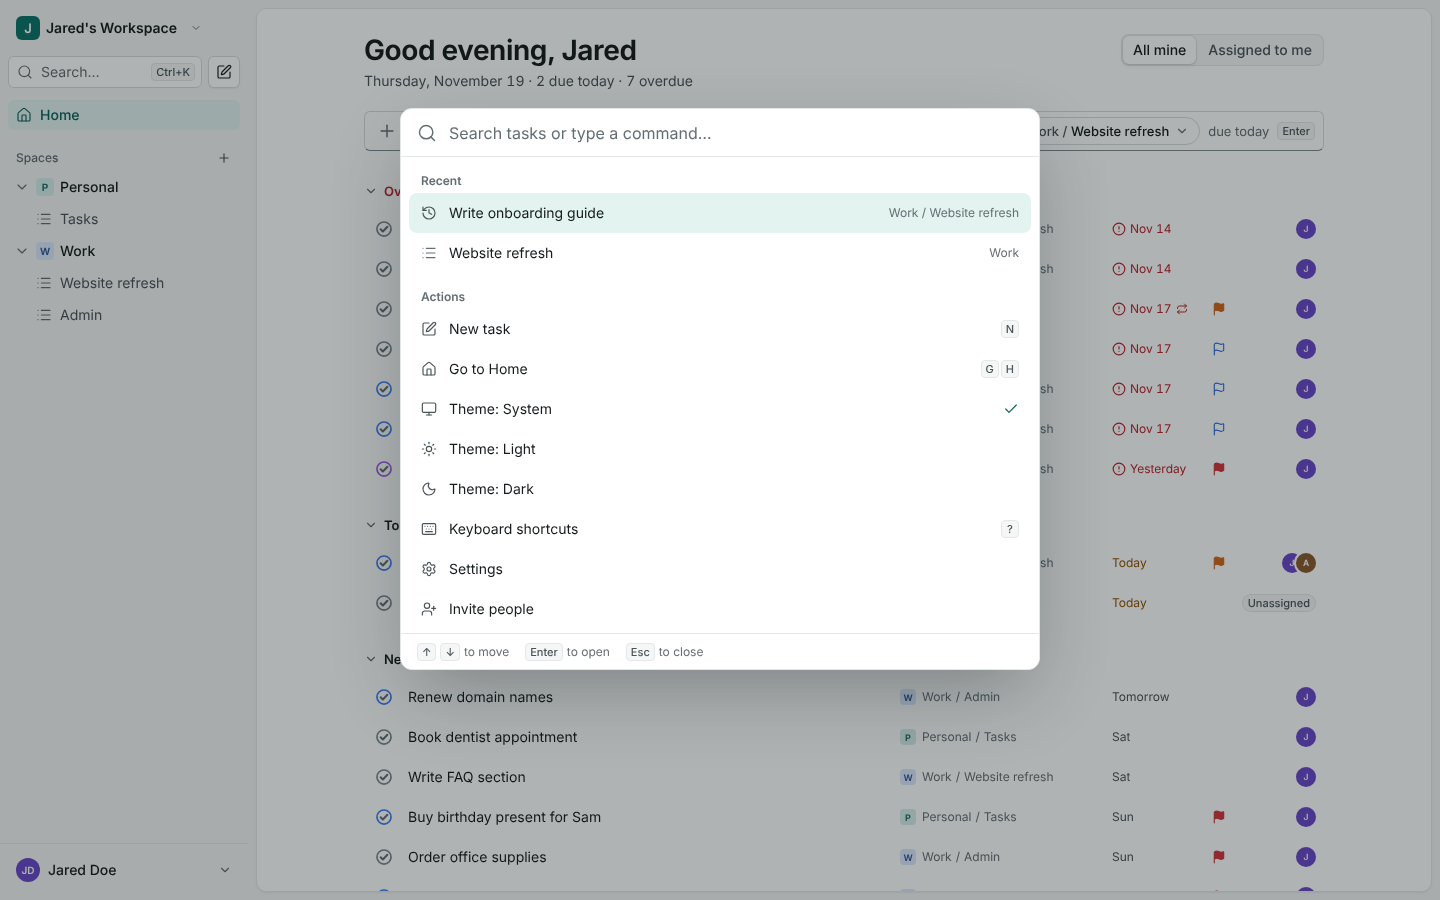 J Jared's Workspace
Search... Ctrl+K
Home
Spaces
P Personal
Tasks
W Work
Website refresh
Admin
JD Jared Doe
Good evening, Jared
Thursday, November 19 · 2 due today · 7 overdue
All mine Assigned to me
Work / Website refresh due today Enter
Search tasks or type a command...
Recent
Write onboarding guide Work / Website refresh
Website refresh Work
Actions
New task N
Go to Home G H
Theme: System
Theme: Light
Theme: Dark
Keyboard shortcuts ?
Settings
Invite people
↑ ↓ to move Enter to open Esc to close
Nov 14 J
Nov 14 J
Nov 17 J
Nov 17 J
Nov 17 J
Nov 17 J
Yesterday J
Today J A
Today Unassigned
Renew domain names W Work / Admin Tomorrow J
Book dentist appointment P Personal / Tasks Sat J
Write FAQ section W Work / Website refresh Sat J
Buy birthday present for Sam P Personal / Tasks Sun J
Order office supplies W Work / Admin Sun J